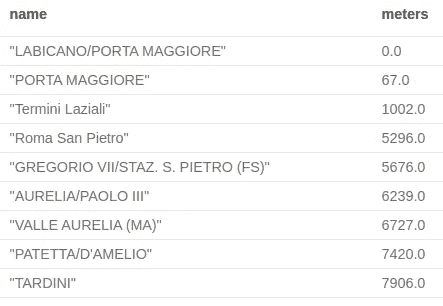 name meters
"LABICANO/PORTA MAGGIORE" 0.0
"PORTA MAGGIORE" 67.0
"Termini Laziali" 1002.0
"Roma San Pietro" 5296.0
"GREGORIO VII/STAZ. S. PIETRO (FS)" 5676.0
"AURELIA/PAOLO III" 6239.0
"VALLE AURELIA (MA)" 6727.0
"PATETTA/D'AMELIO" 7420.0
"TARDINI" 7906.0